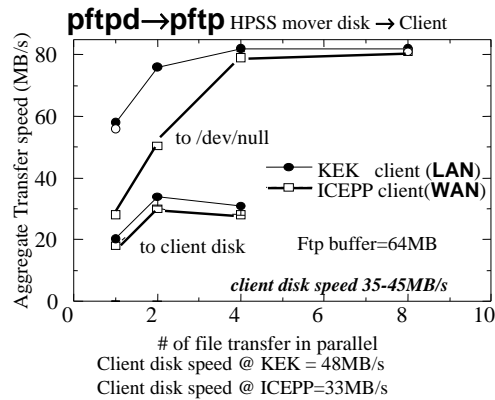 pftpd→pftp HPSS mover disk → Client
Aggregate Transfer speed (MB/s)
80
60
40
20
0
to /dev/null
KEK client (LAN)
ICEPP client(WAN)
to client disk
Ftp buffer=64MB
client disk speed 35-45MB/s
0 2 4 6 8 10
# of file transfer in parallel
Client disk speed @ KEK = 48MB/s
Client disk speed @ ICEPP=33MB/s